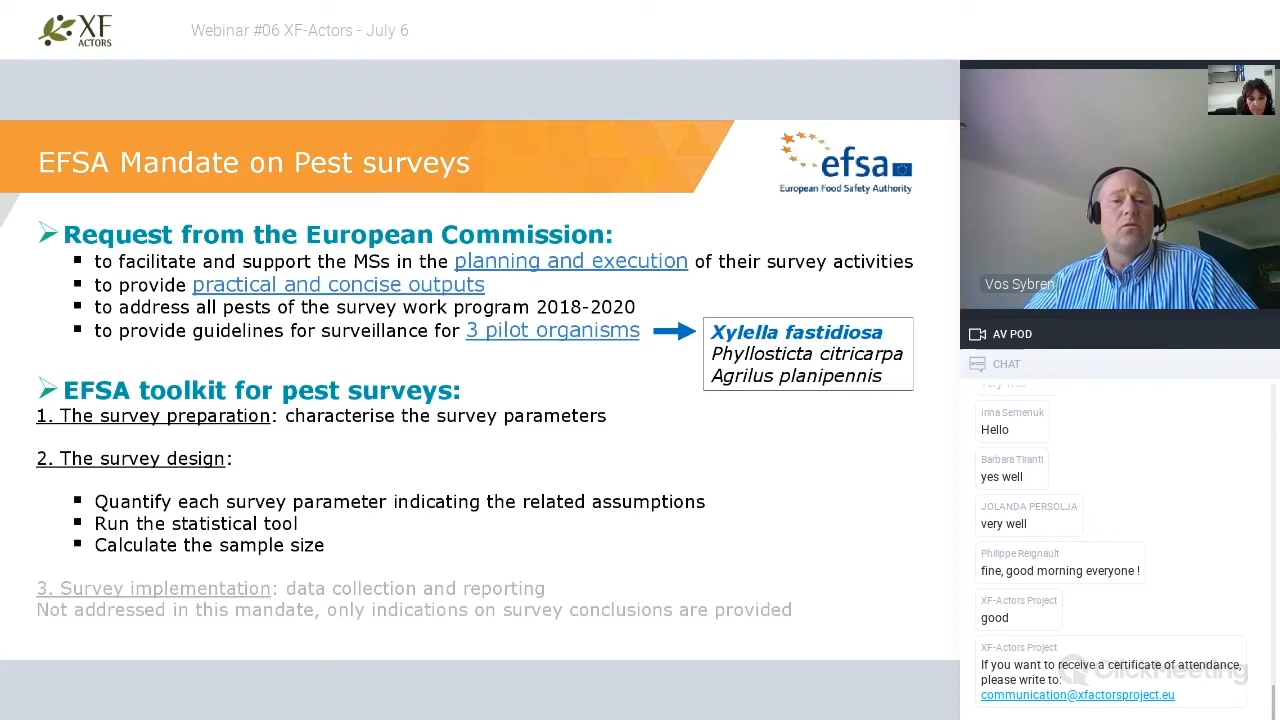 XF
ACTORS
Webinar #06 XF-Actors - July 6
EFSA Mandate on Pest surveys
efsa
European Food Safety Authority
Request from the European Commission:
to facilitate and support the MSs in the planning and execution of their survey activities
to provide practical and concise outputs
to address all pests of the survey work program 2018-2020
to provide guidelines for surveillance for 3 pilot organisms
Xylella fastidiosa
Phyllosticta citricarpa
Agrilus planipennis
EFSA toolkit for pest surveys:
1. The survey preparation: characterise the survey parameters
2. The survey design:
Quantify each survey parameter indicating the related assumptions
Run the statistical tool
Calculate the sample size
3. Survey implementation: data collection and reporting
Not addressed in this mandate, only indications on survey conclusions are provided
Vos Sybren
AV POD
CHAT
very well
Irina Semenuk
Hello
Barbara Tiranti
yes well
JOLANDA PERSOLJA
very well
Philippe Reignault
fine, good morning everyone !
XF-Actors Project
good
XF-Actors Project
If you want to receive a certificate of attendance,
please write to:
communication@xfactorsproject.eu
ClickMeeting